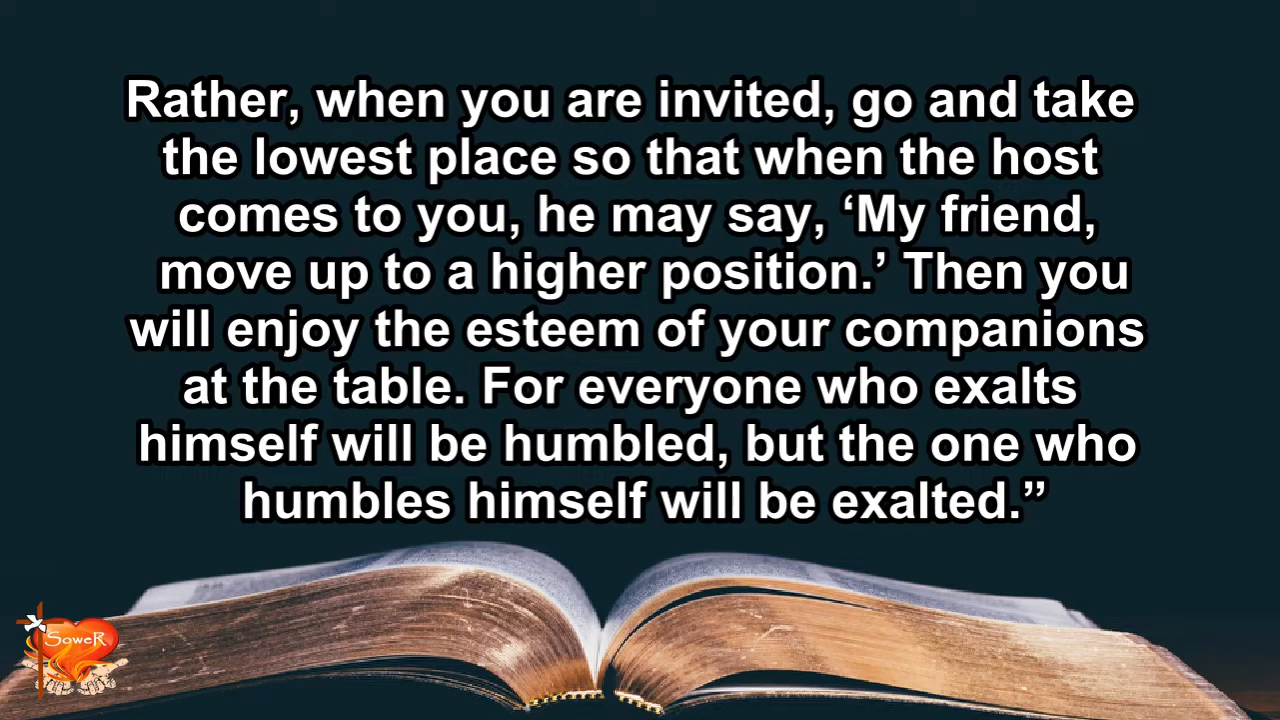 Rather, when you are invited, go and take
the lowest place so that when the host
comes to you, he may say, ‘My friend,
move up to a higher position.’ Then you
will enjoy the esteem of your companions
at the table. For everyone who exalts
himself will be humbled, but the one who
humbles himself will be exalted.”
SoweR